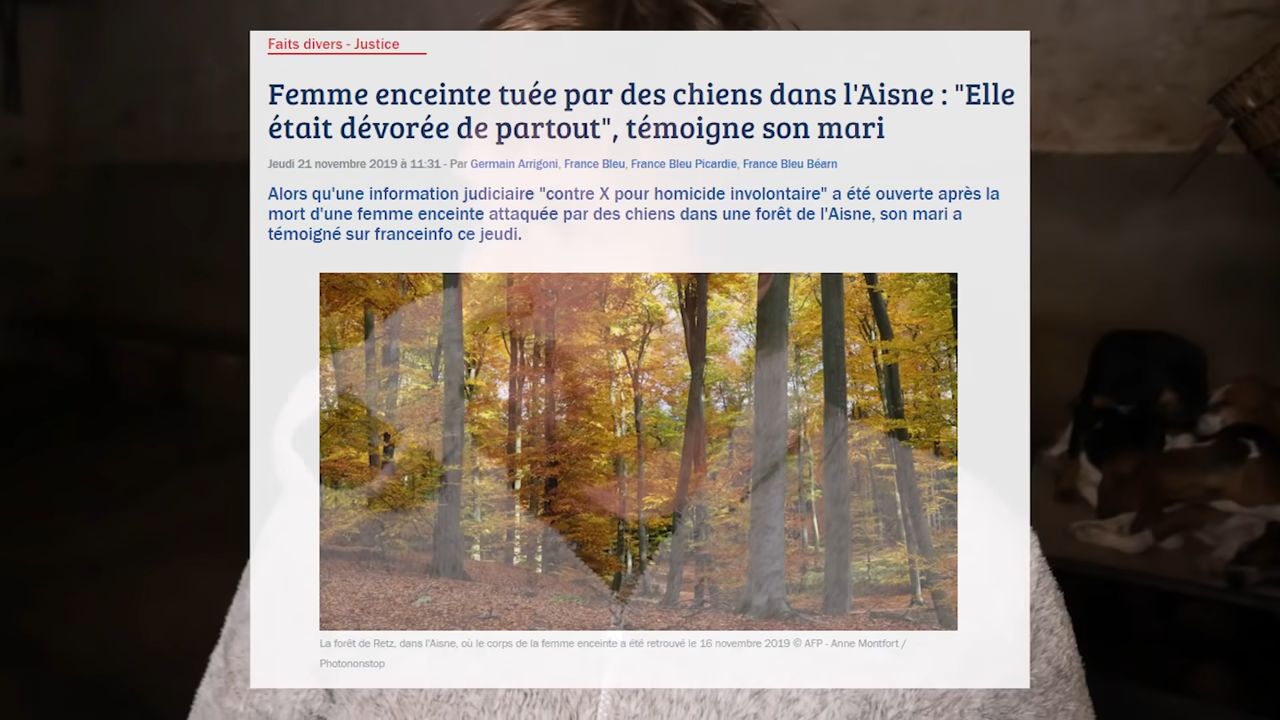 Faits divers - Justice
Femme enceinte tuée par des chiens dans l'Aisne : "Elle
était dévorée de partout", témoigne son mari
Jeudi 21 novembre 2019 à 11:31 - Par Germain Arrigoni, France Bleu, France Bleu Picardie, France Bleu Béarn
Alors qu'une information judiciaire "contre X pour homicide involontaire" a été ouverte après la
mort d'une femme enceinte attaquée par des chiens dans une forêt de l'Aisne, son mari a
témoigné sur franceinfo ce jeudi.
La forêt de Retz, dans l'Aisne, où le corps de la femme enceinte a été retrouvé le 16 novembre 2019 © AFP - Anne Montfort /
Photononstop